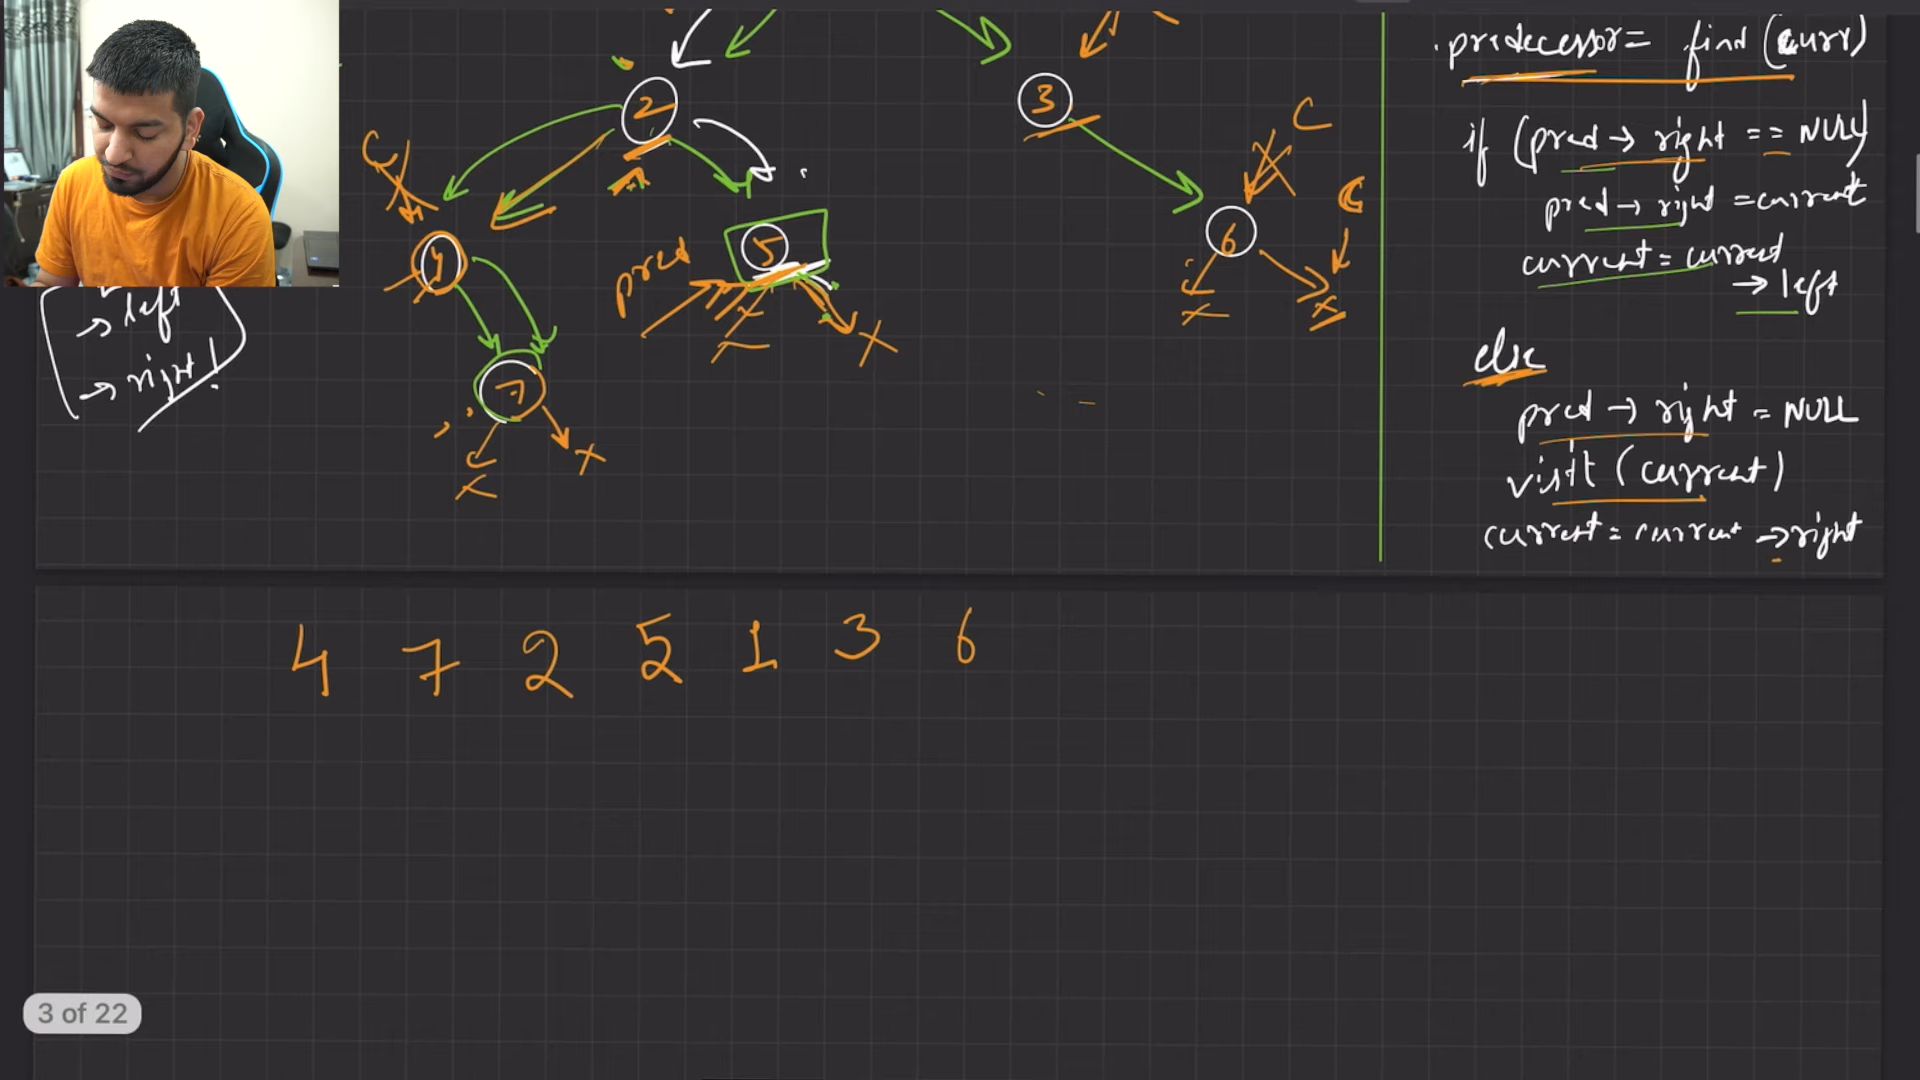 .predecessor = find (curr)
if (pred → right == NULL)
pred → right = current
current = current
→ left
else
pred → right = NULL
visit (current)
current = current → right
C
2
3
C
C
4
pred
5
6
x
x
x
x
→ left
→ right!
7
x
x
4 7 2 5 1 3 6
3 of 22